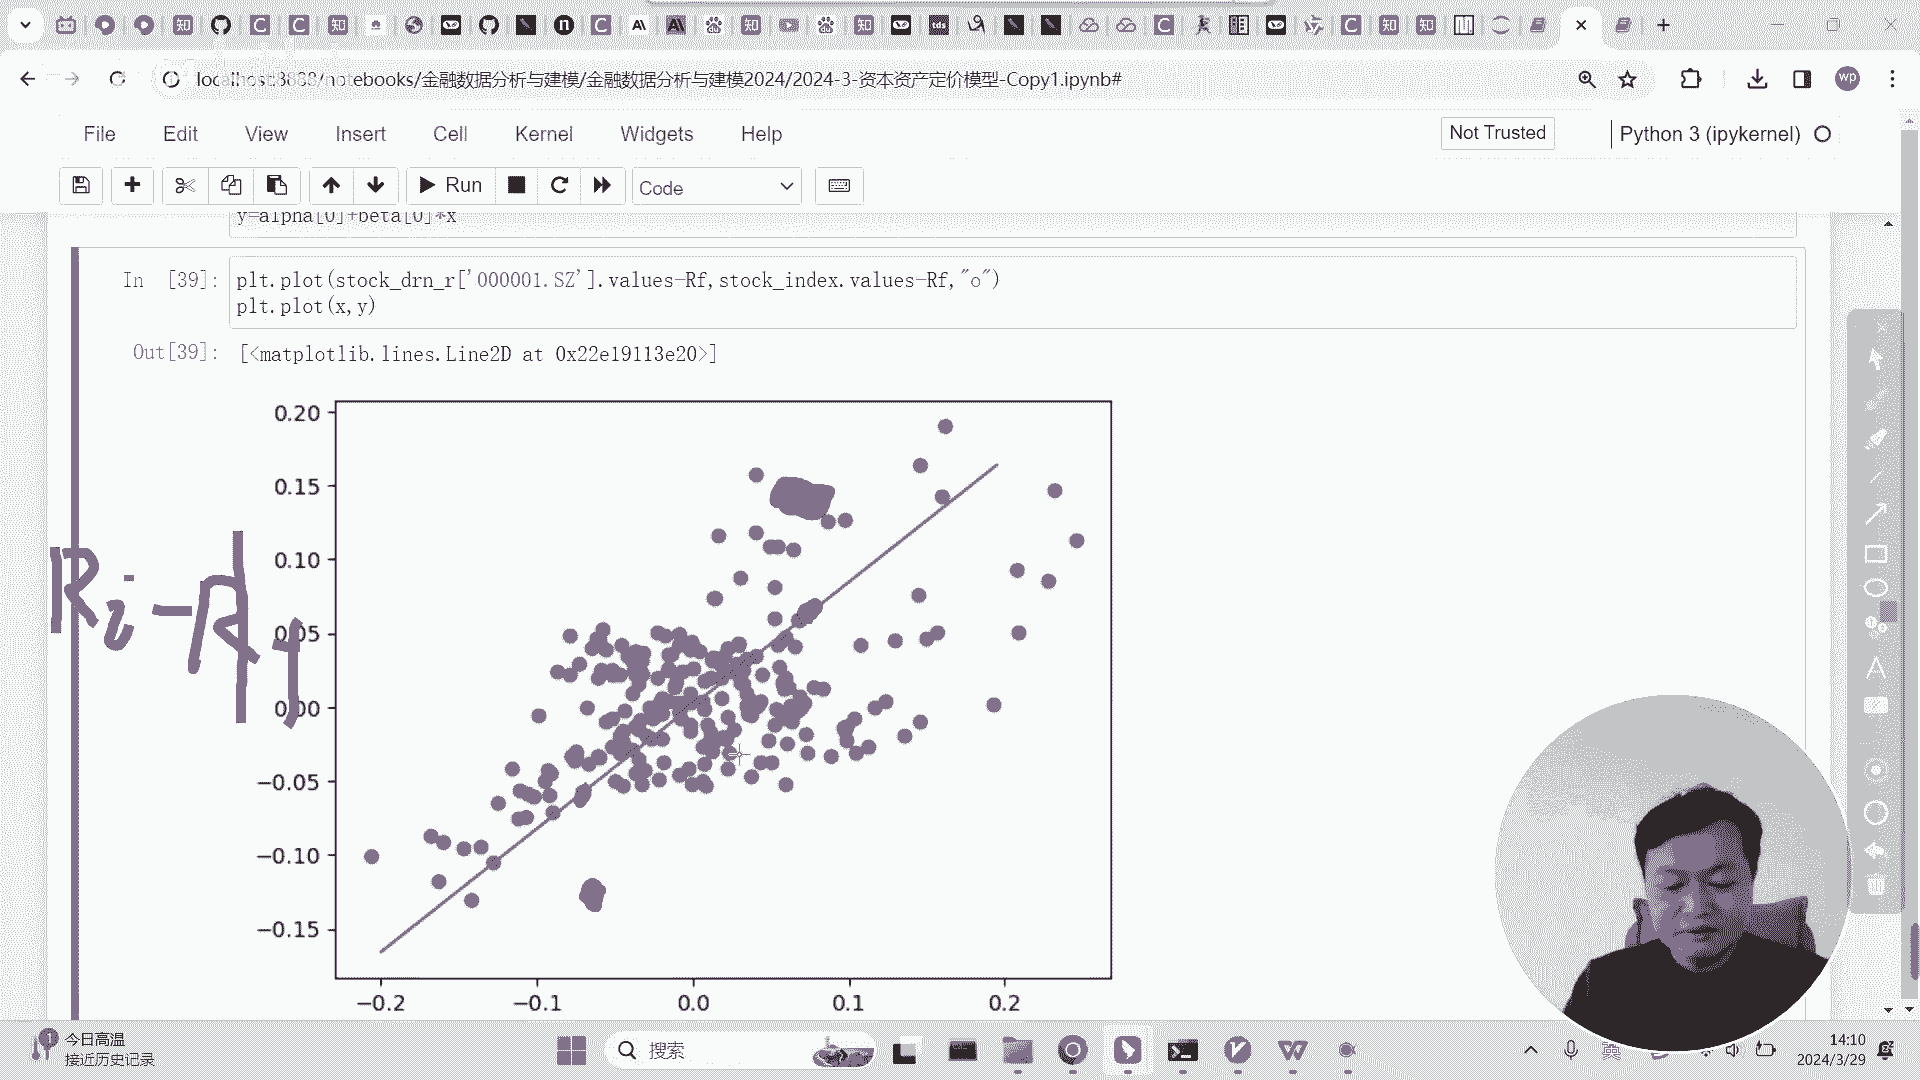 localhost:8888/notebooks/金融数据分析与建模/金融数据分析与建模2024/2024-3-资本资产定价模型-Copy1.ipynb#
wp
File Edit View Insert Cell Kernel Widgets Help
Not Trusted
Python 3 (ipykernel)
Run
Code
y=alpha[0]+beta[0]*x
In [39]:
plt.plot(stock_drn_r['000001.SZ'].values-Rf,stock_index.values-Rf,"o")
plt.plot(x,y)
Out[39]:
[<matplotlib.lines.Line2D at 0x22e19113e20>]
0.20
0.15
0.10
0.05
0.00
−0.05
−0.10
−0.15
−0.2 −0.1 0.0 0.1 0.2
Ri-Rf
今日高温
接近历史记录
搜索
英
14:10
2024/3/29